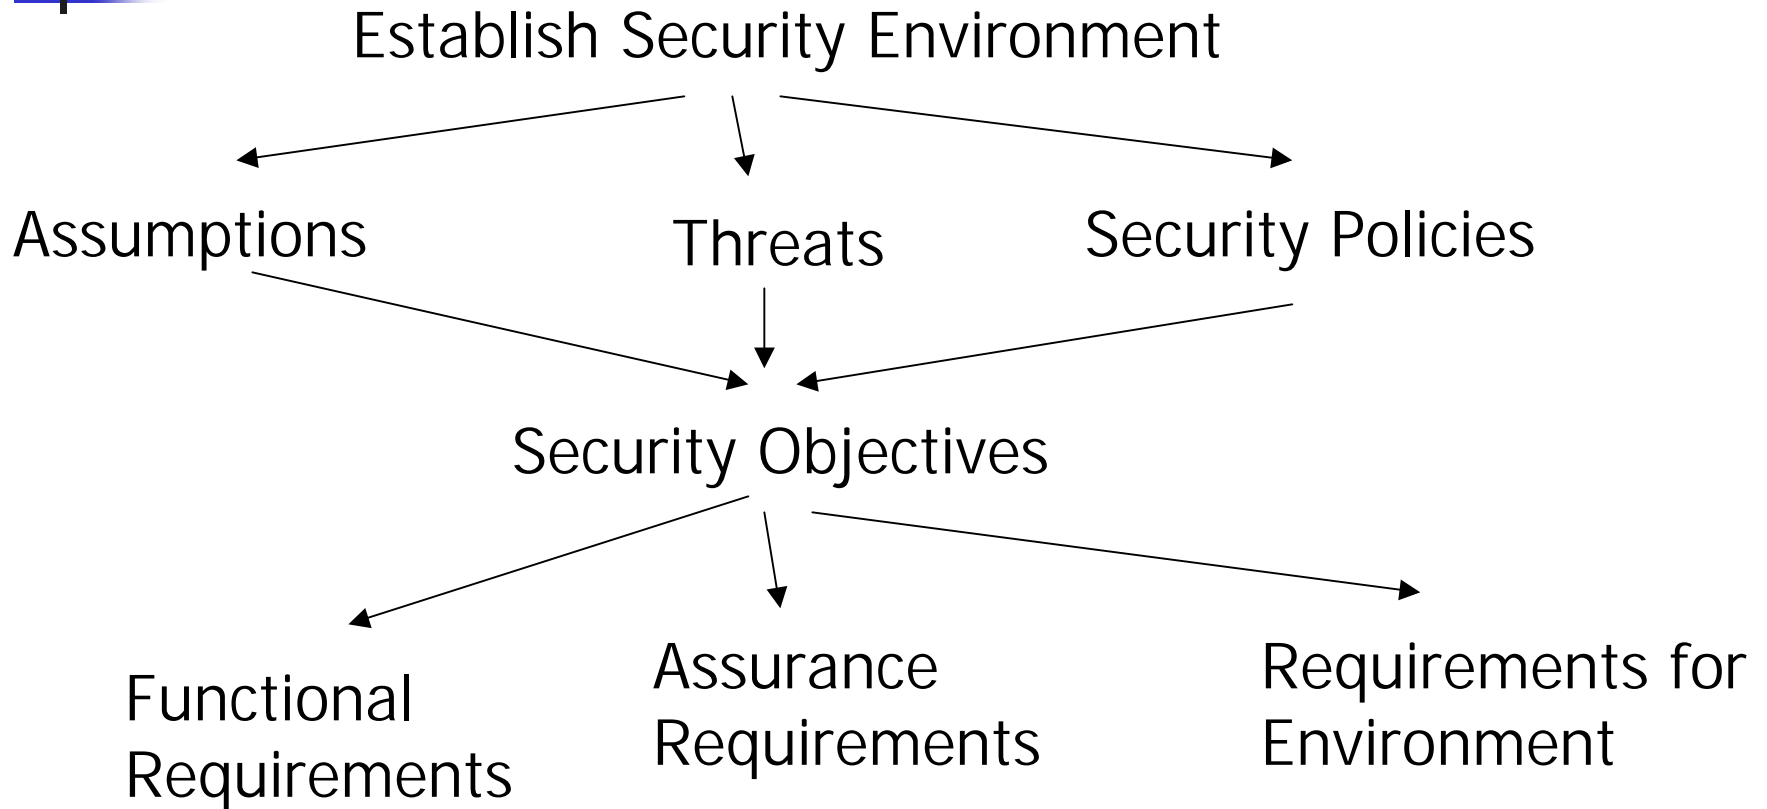 Establish Security Environment
Assumptions
Threats
Security Policies
Security Objectives
Functional
Requirements
Assurance
Requirements
Requirements for
Environment